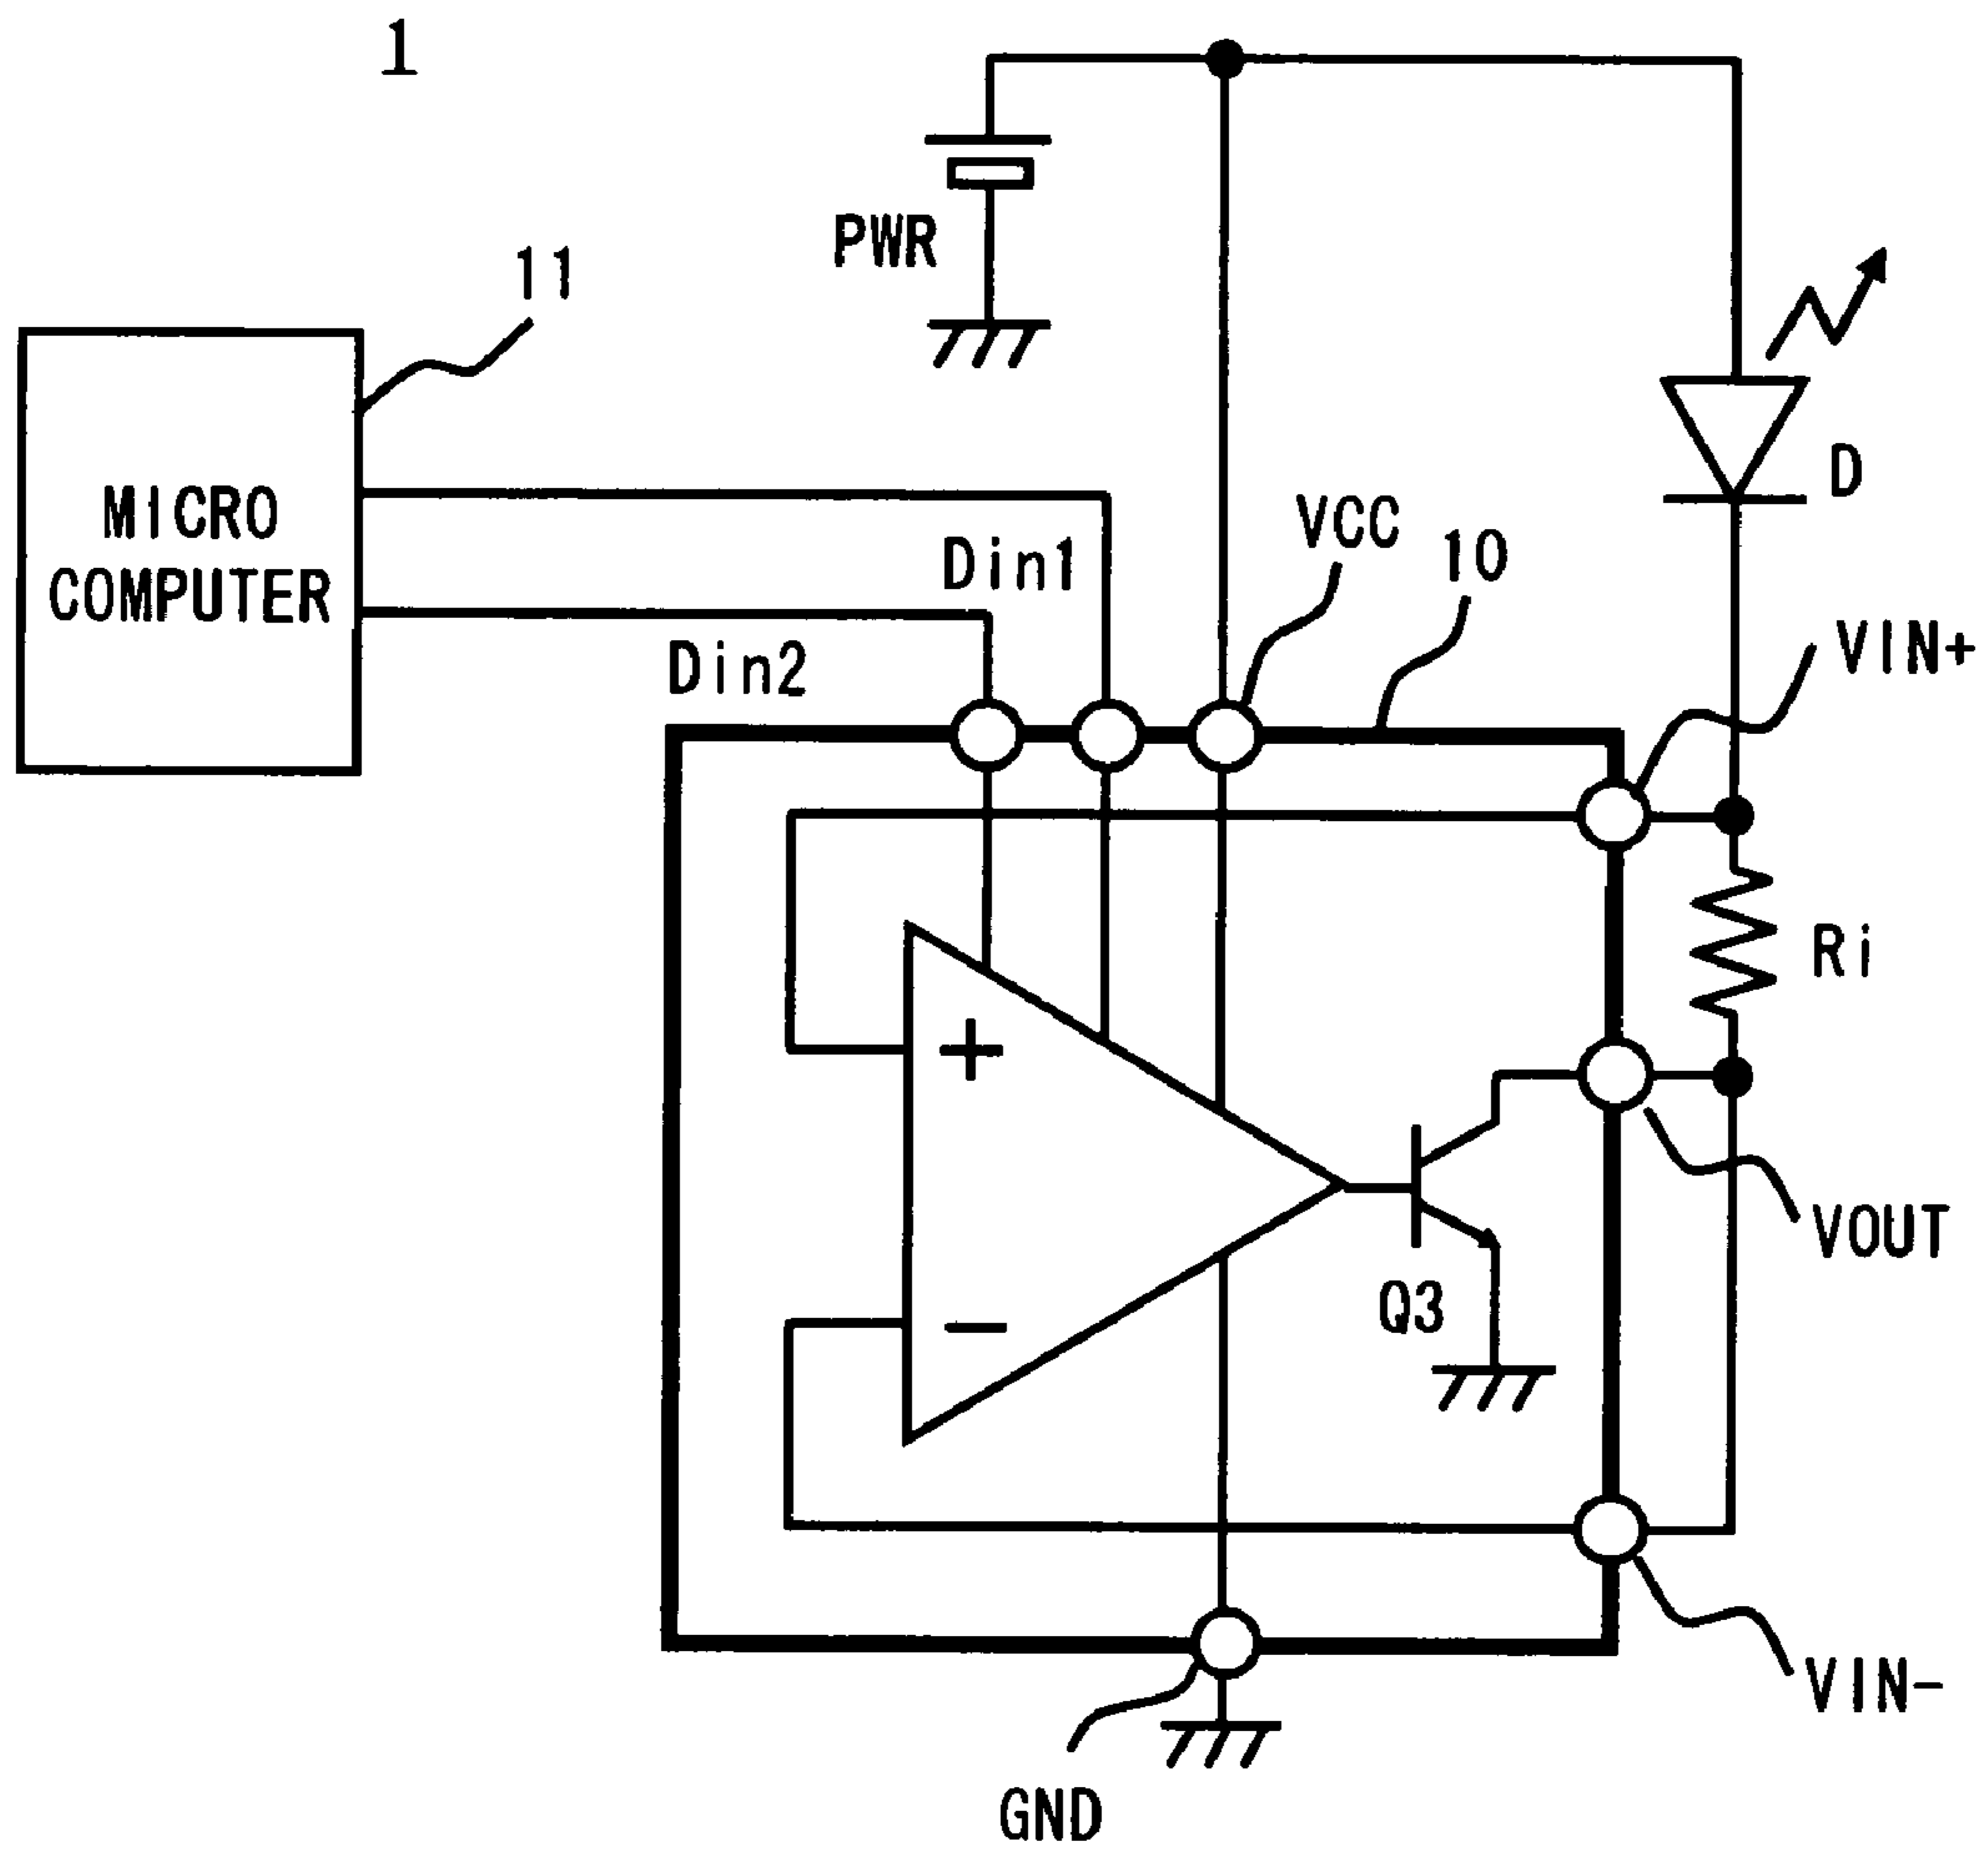 1
PWR
11
MICRO
COMPUTER
D
VCC
10
Din1
VIN+
Din2
+
Ri
VOUT
Q3
−
VIN-
GND